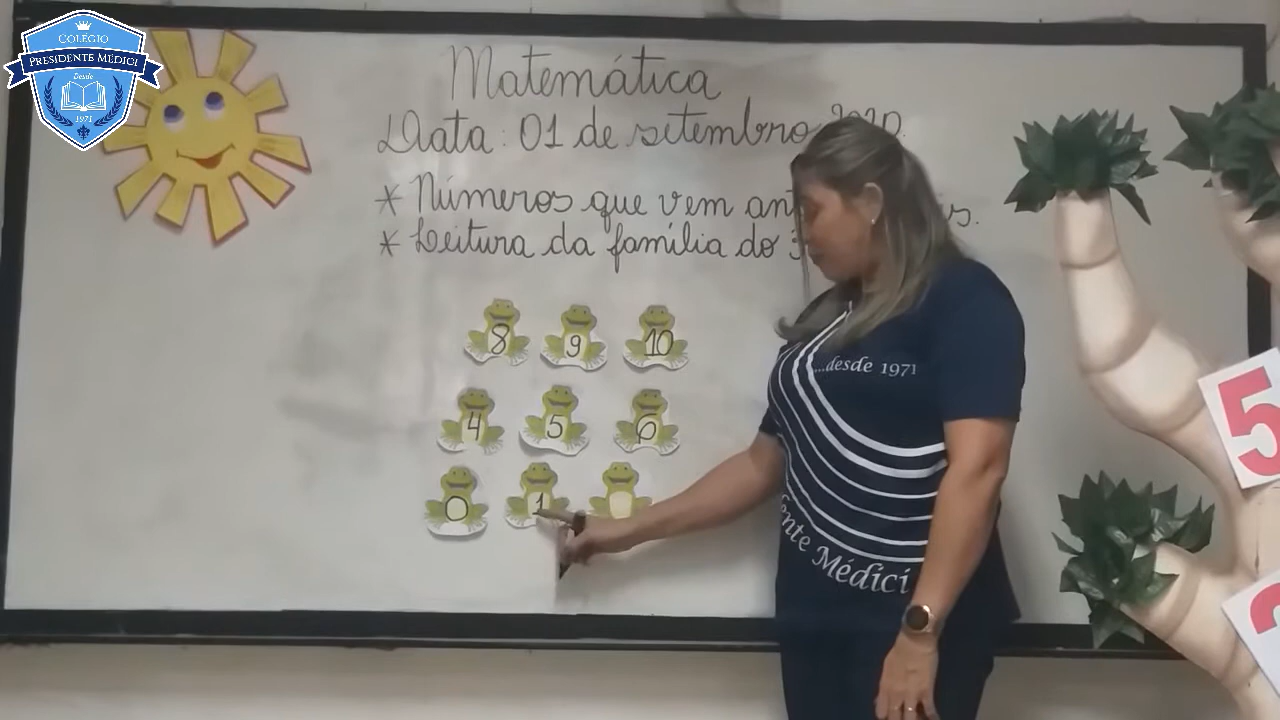 COLÉGIO
PRESIDENTE MÉDICI
Desde
1971
Matemática
Data: 01 de setembro 2020.
* Números que vem
* Leitura da família do
8 9 10
4 5 6
0 1
...desde 1971
Médici
5